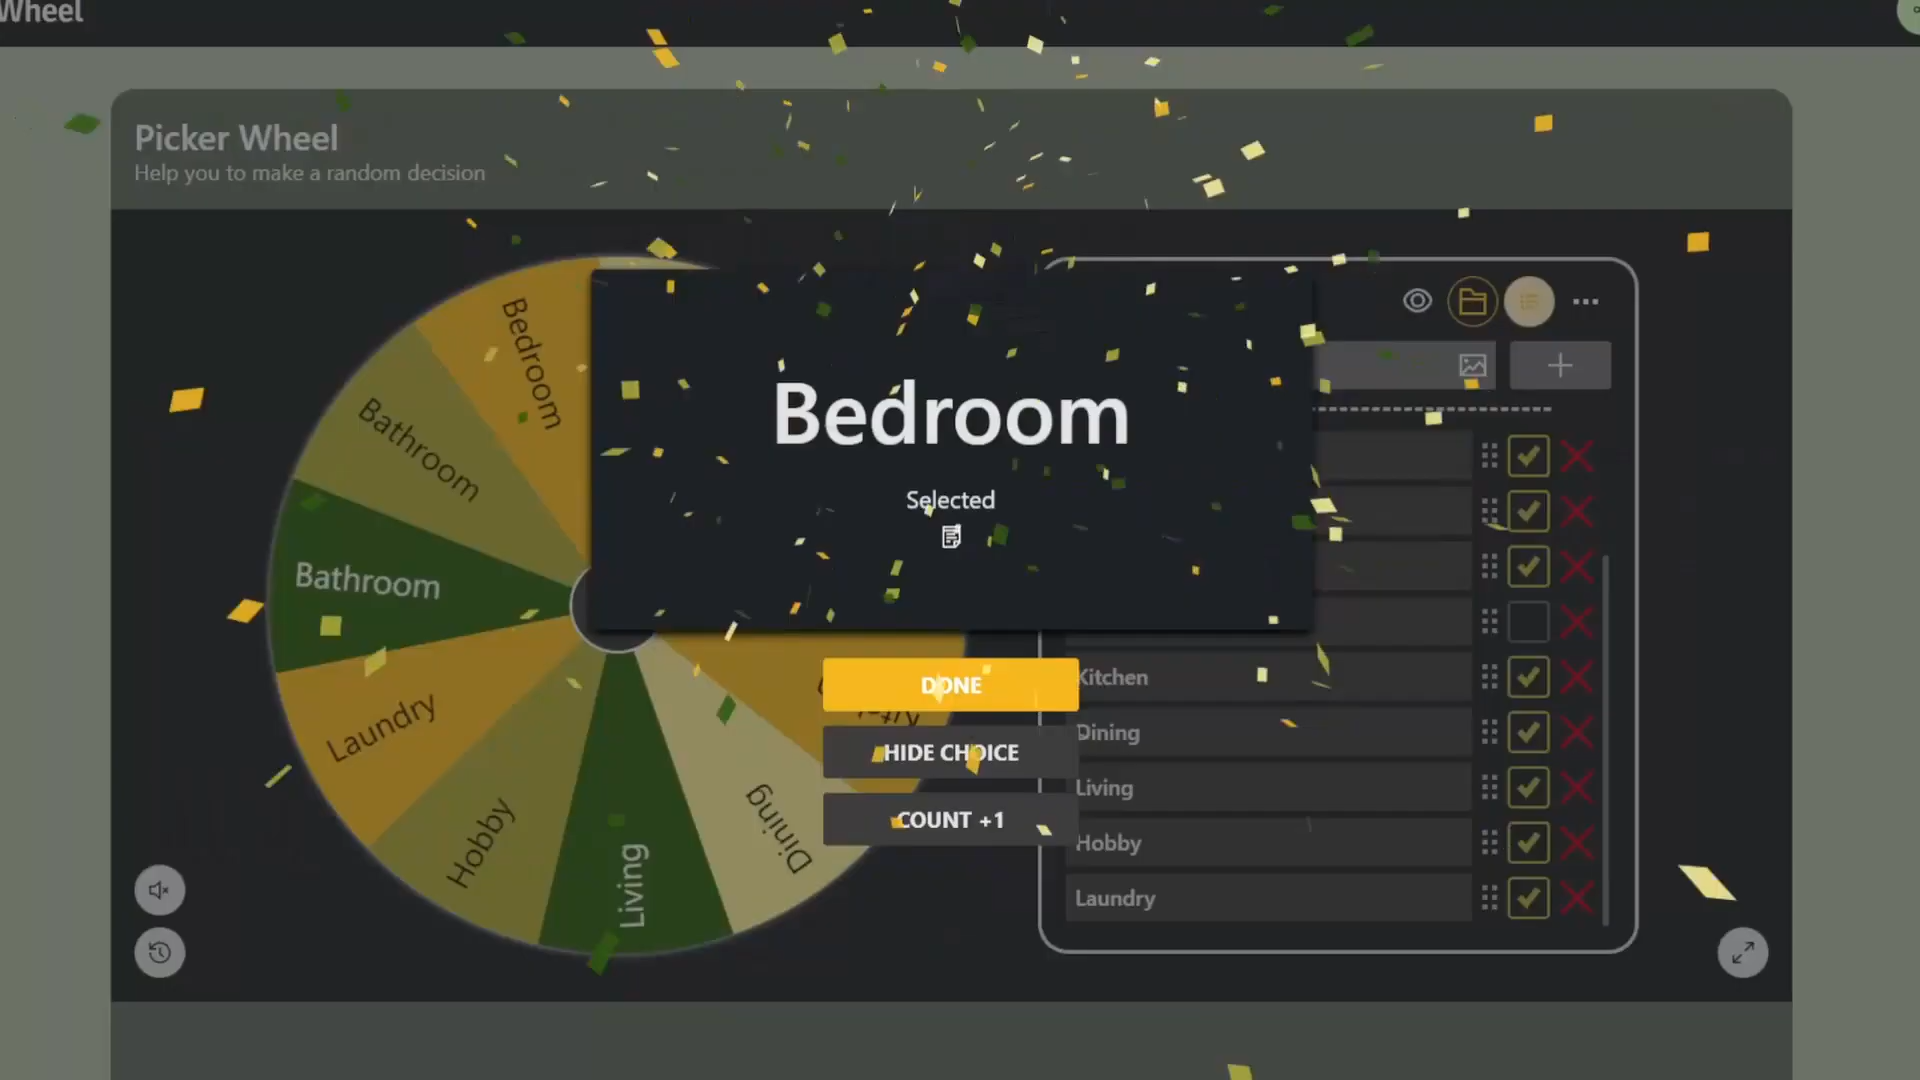 Wheel
Picker Wheel
Help you to make a random decision
Bedroom
Bathroom
Bathroom
Laundry
Hobby
Living
Dining
Bedroom
Selected
DONE
HIDE CHOICE
COUNT +1
Kitchen
Dining
Living
Hobby
Laundry